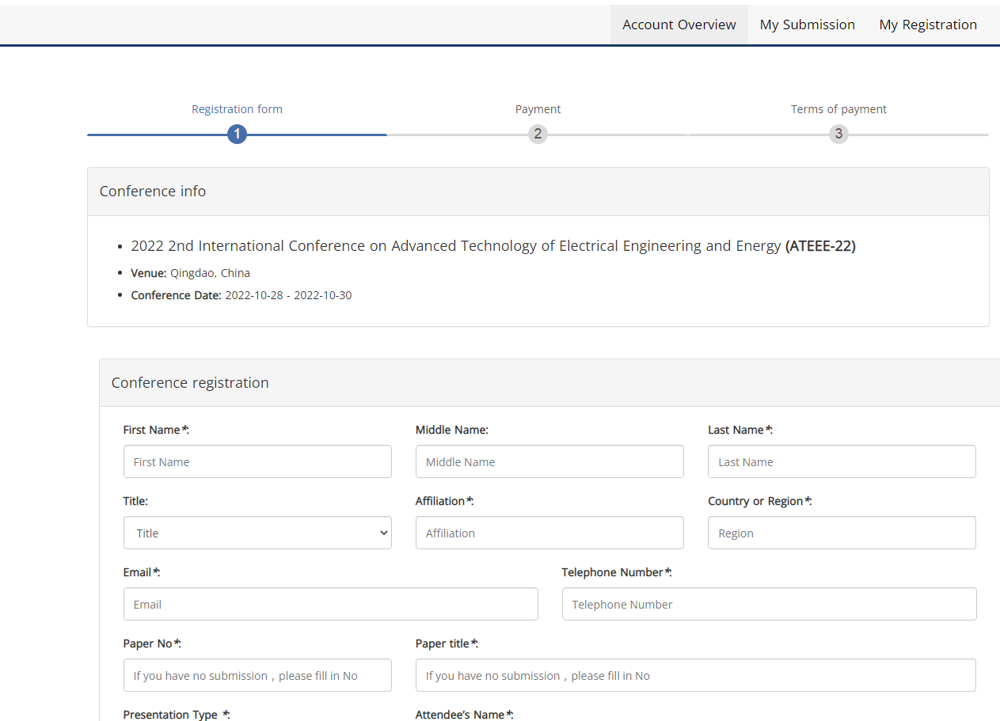 Account Overview My Submission My Registration
Registration form Payment Terms of payment
1 2 3
Conference info
2022 2nd International Conference on Advanced Technology of Electrical Engineering and Energy (ATEEE-22)
Venue: Qingdao, China
Conference Date: 2022-10-28 - 2022-10-30
Conference registration
First Name*: Middle Name: Last Name*:
First Name Middle Name Last Name
Title: Affiliation*: Country or Region*:
Title Affiliation Region
Email*: Telephone Number*:
Email Telephone Number
Paper No*: Paper title*:
If you have no submission，please fill in No If you have no submission，please fill in No
Presentation Type *: Attendee’s Name*: